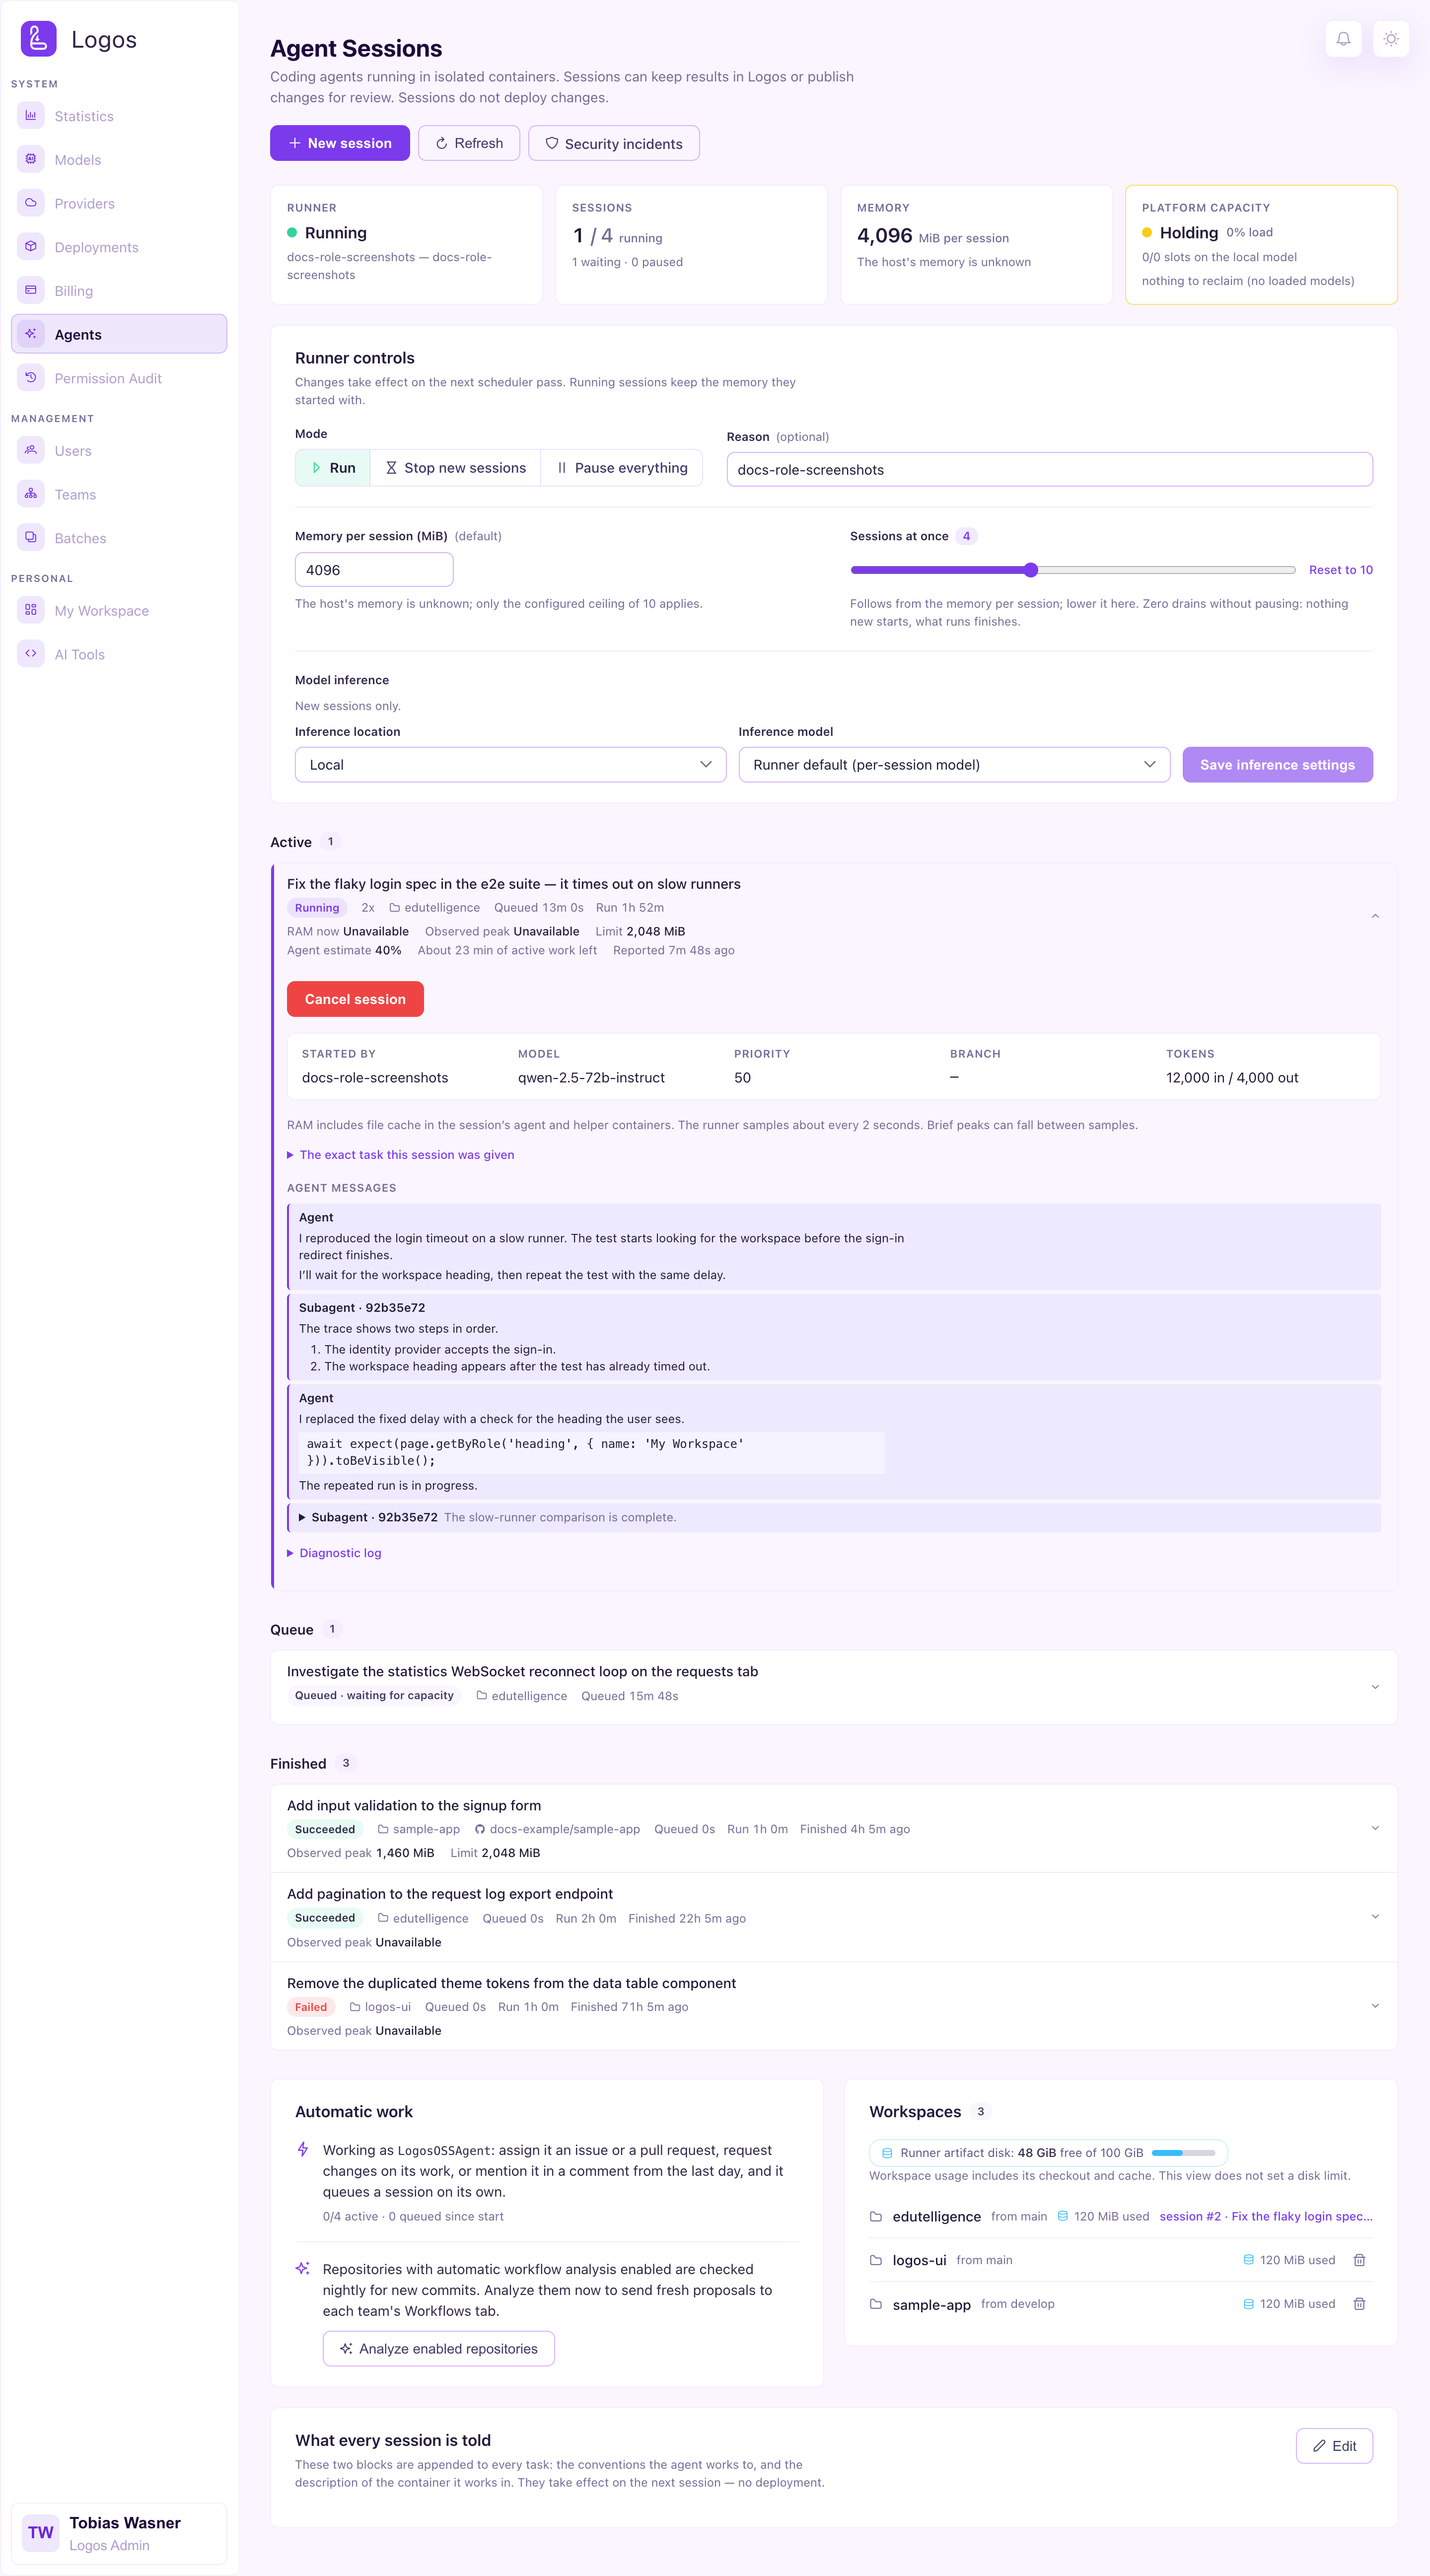 Logos
SYSTEM
Statistics
Models
Providers
Deployments
Billing
Agents
Permission Audit
MANAGEMENT
Users
Teams
Batches
PERSONAL
My Workspace
AI Tools
TW
Tobias Wasner
Logos Admin
Agent Sessions
Coding agents running in isolated containers. Sessions can keep results in Logos or publish
changes for review. Sessions do not deploy changes.
New session
Refresh
Security incidents
RUNNER
Running
docs-role-screenshots — docs-role-
screenshots
SESSIONS
1 / 4 running
1 waiting · 0 paused
MEMORY
4,096 MiB per session
The host's memory is unknown
PLATFORM CAPACITY
Holding 0% load
0/0 slots on the local model
nothing to reclaim (no loaded models)
Runner controls
Changes take effect on the next scheduler pass. Running sessions keep the memory they
started with.
Mode
Run
Stop new sessions
Pause everything
Reason (optional)
docs-role-screenshots
Memory per session (MiB) (default)
4096
The host's memory is unknown; only the configured ceiling of 10 applies.
Sessions at once 4
Reset to 10
Follows from the memory per session; lower it here. Zero drains without pausing: nothing
new starts, what runs finishes.
Model inference
New sessions only.
Inference location
Local
Inference model
Runner default (per-session model)
Save inference settings
Active 1
Fix the flaky login spec in the e2e suite — it times out on slow runners
Running 2x edutelligence Queued 13m 0s Run 1h 52m
RAM now Unavailable Observed peak Unavailable Limit 2,048 MiB
Agent estimate 40% About 23 min of active work left Reported 7m 48s ago
Cancel session
STARTED BY
docs-role-screenshots
MODEL
qwen-2.5-72b-instruct
PRIORITY
50
BRANCH
—
TOKENS
12,000 in / 4,000 out
RAM includes file cache in the session's agent and helper containers. The runner samples about every 2 seconds. Brief peaks can fall between samples.
The exact task this session was given
AGENT MESSAGES
Agent
I reproduced the login timeout on a slow runner. The test starts looking for the workspace before the sign-in
redirect finishes.
I'll wait for the workspace heading, then repeat the test with the same delay.
Subagent · 92b35e72
The trace shows two steps in order.
1. The identity provider accepts the sign-in.
2. The workspace heading appears after the test has already timed out.
Agent
I replaced the fixed delay with a check for the heading the user sees.
await expect(page.getByRole('heading', { name: 'My Workspace'
})).toBeVisible();
The repeated run is in progress.
Subagent · 92b35e72 The slow-runner comparison is complete.
Diagnostic log
Queue 1
Investigate the statistics WebSocket reconnect loop on the requests tab
Queued · waiting for capacity edutelligence Queued 15m 48s
Finished 3
Add input validation to the signup form
Succeeded sample-app docs-example/sample-app Queued 0s Run 1h 0m Finished 4h 5m ago
Observed peak 1,460 MiB Limit 2,048 MiB
Add pagination to the request log export endpoint
Succeeded edutelligence Queued 0s Run 2h 0m Finished 22h 5m ago
Observed peak Unavailable
Remove the duplicated theme tokens from the data table component
Failed logos-ui Queued 0s Run 1h 0m Finished 71h 5m ago
Observed peak Unavailable
Automatic work
Working as LogosOSSAgent: assign it an issue or a pull request, request
changes on its work, or mention it in a comment from the last day, and it
queues a session on its own.
0/4 active · 0 queued since start
Repositories with automatic workflow analysis enabled are checked
nightly for new commits. Analyze them now to send fresh proposals to
each team's Workflows tab.
Analyze enabled repositories
Workspaces 3
Runner artifact disk: 48 GiB free of 100 GiB
Workspace usage includes its checkout and cache. This view does not set a disk limit.
edutelligence from main 120 MiB used session #2 · Fix the flaky login spec...
logos-ui from main 120 MiB used
sample-app from develop 120 MiB used
What every session is told
These two blocks are appended to every task: the conventions the agent works to, and the
description of the container it works in. They take effect on the next session — no deployment.
Edit